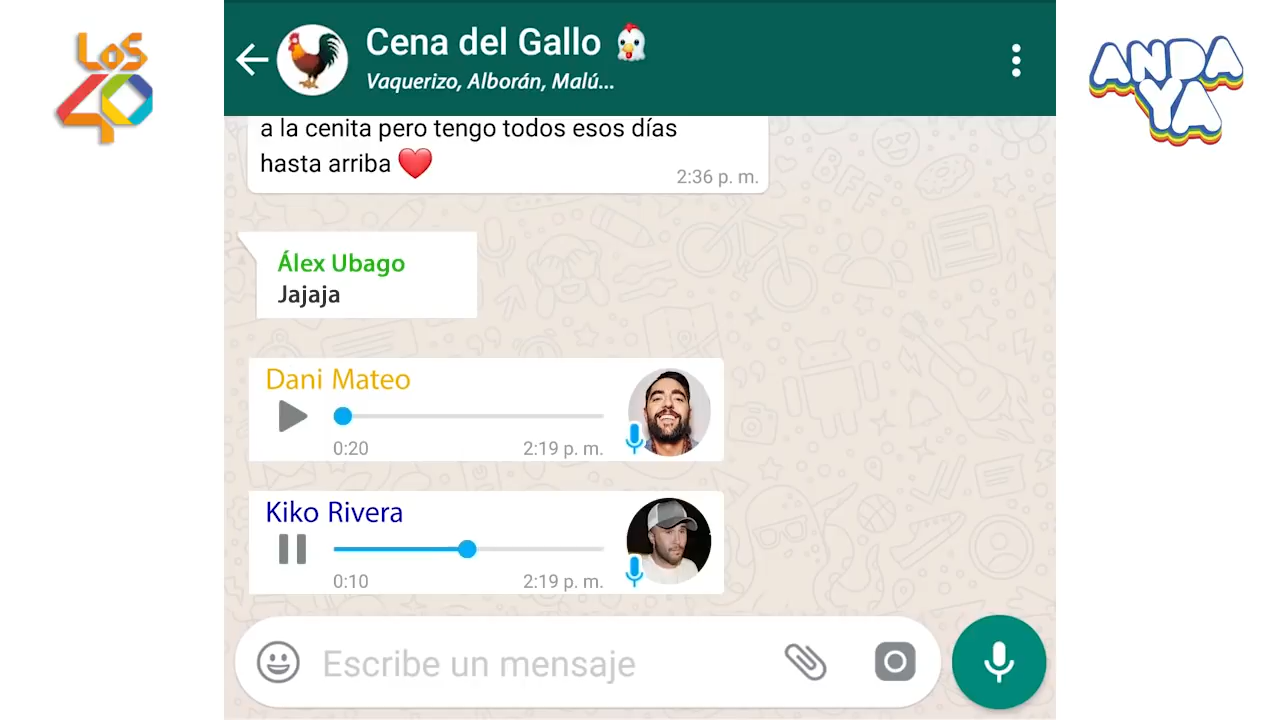 LOS
40
Cena del Gallo
Vaquerizo, Alborán, Malú...
ANDA
YA
a la cenita pero tengo todos esos días
hasta arriba
2:36 p. m.
Álex Ubago
Jajaja
Dani Mateo
0:20
2:19 p. m.
Kiko Rivera
0:10
2:19 p. m.
Escribe un mensaje